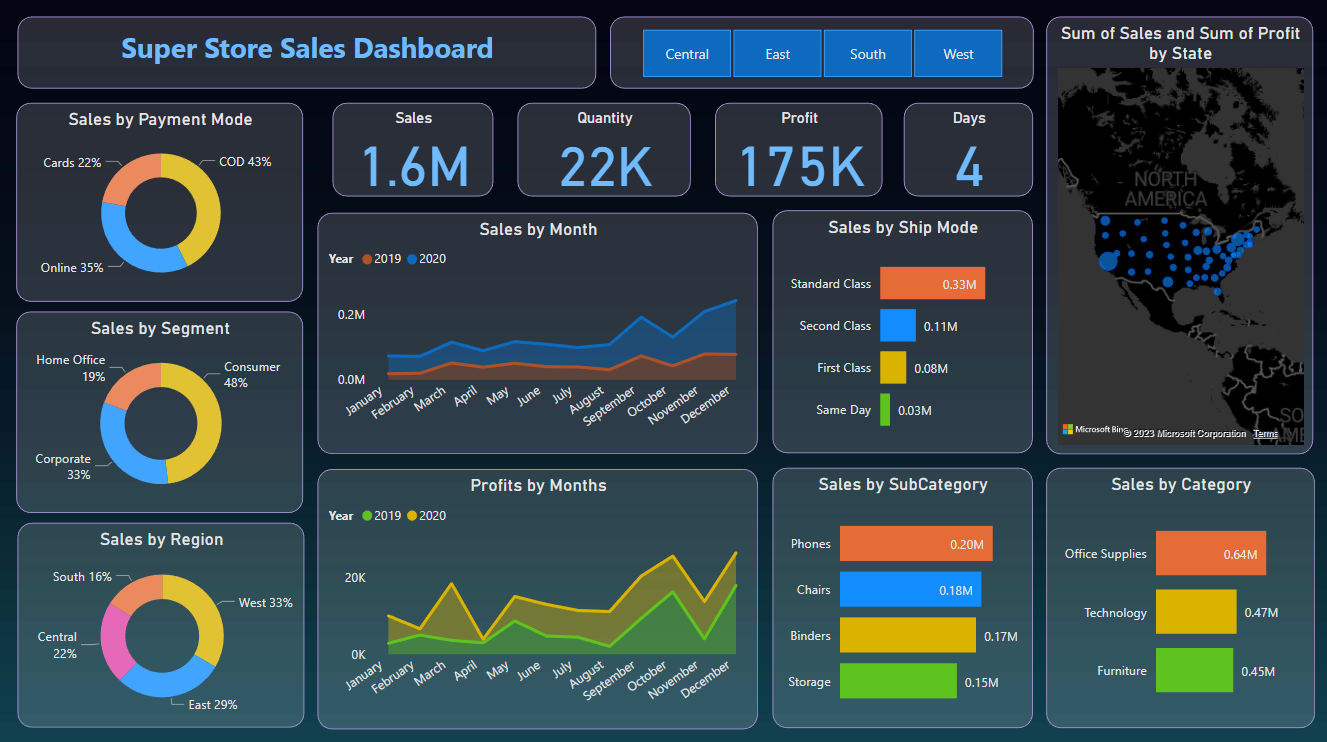 Super Store Sales Dashboard
Central
East
South
West
Sum of Sales and Sum of Profit
by State
NORTH
AMERICA
SO
AME
Microsoft Bing
© 2023 Microsoft Corporation Terms
Sales by Payment Mode
Cards 22%
COD 43%
Online 35%
Sales
1.6M
Quantity
22K
Profit
175K
Days
4
Sales by Month
Year 2019 2020
0.2M
0.0M
January
February
March
April
May
June
July
August
September
October
November
December
Sales by Ship Mode
Standard Class 0.33M
Second Class 0.11M
First Class 0.08M
Same Day 0.03M
Sales by Segment
Home Office
19%
Consumer
48%
Corporate
33%
Profits by Months
Year 2019 2020
20K
0K
January
February
March
April
May
June
July
August
September
October
November
December
Sales by SubCategory
Phones 0.20M
Chairs 0.18M
Binders 0.17M
Storage 0.15M
Sales by Category
Office Supplies 0.64M
Technology 0.47M
Furniture 0.45M
Sales by Region
South 16%
West 33%
Central
22%
East 29%